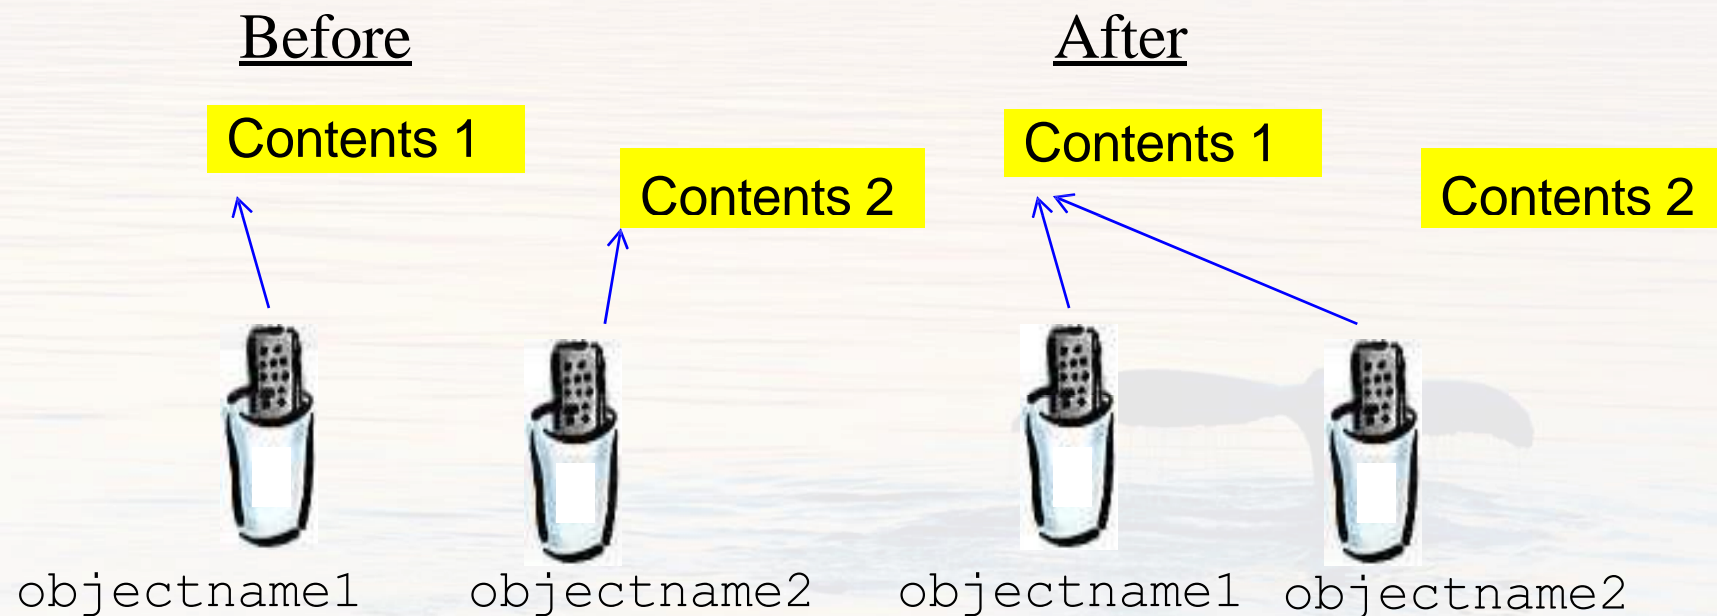 Before
After
Contents 1
Contents 2
Contents 1
Contents 2
objectname1
objectname2
objectname1
objectname2